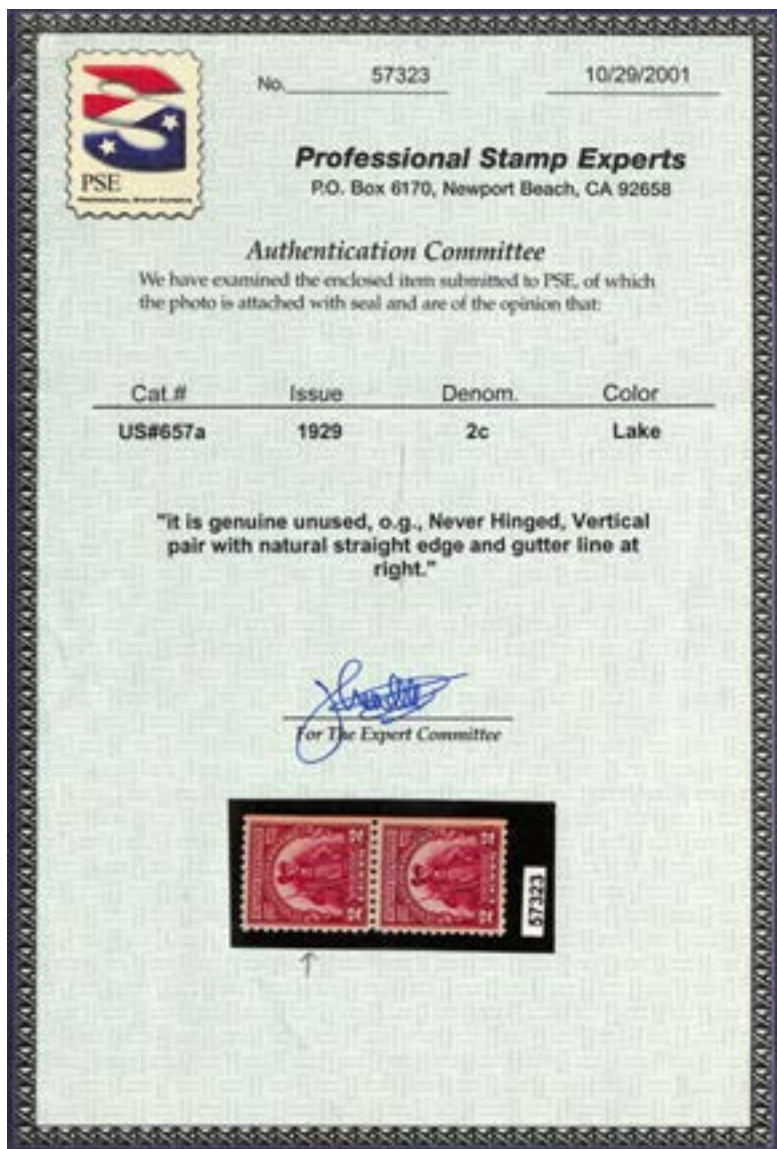 No. 57323 10/29/2001
PSE
Professional Stamp Experts
P.O. Box 6170, Newport Beach, CA 92658
Authentication Committee
We have examined the enclosed item submitted to PSE, of which
the photo is attached with seal and are of the opinion that:
Cat.# Issue Denom. Color
US#657a 1929 2c Lake
"it is genuine unused, o.g., Never Hinged, Vertical
pair with natural straight edge and gutter line at
right."
For The Expert Committee
57323